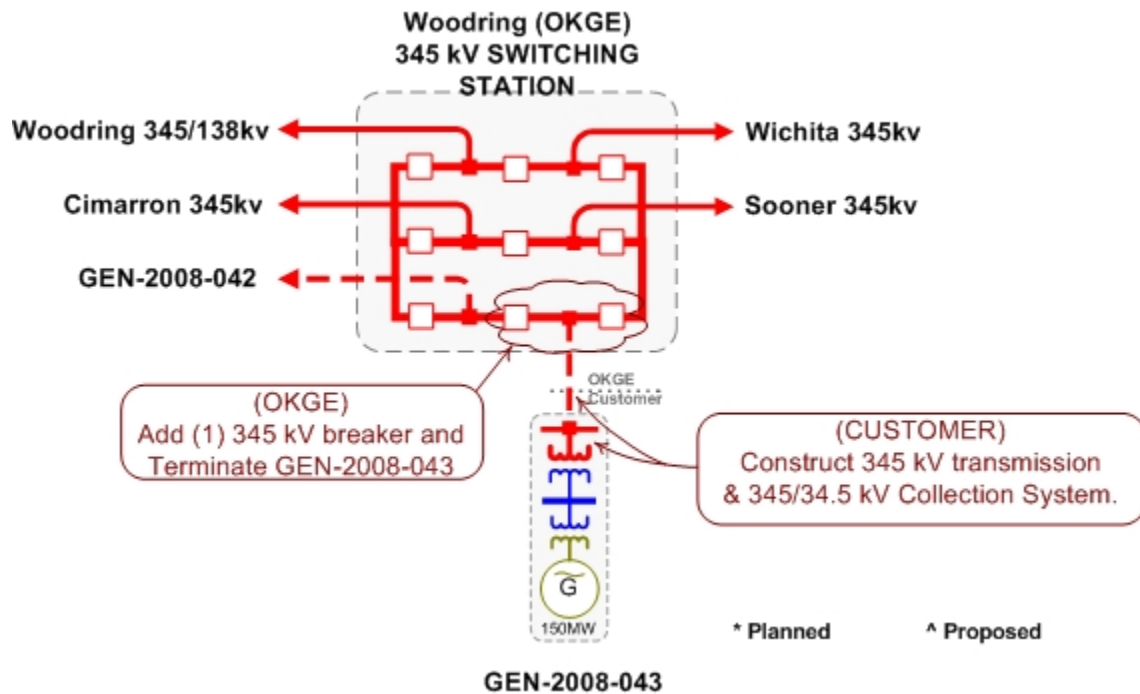 Woodring (OKGE)
345 kV SWITCHING
STATION
Woodring 345/138kv
Wichita 345kv
Cimarron 345kv
Sooner 345kv
GEN-2008-042
OKGE
Customer
(OKGE)
Add (1) 345 kV breaker and
Terminate GEN-2008-043
(CUSTOMER)
Construct 345 kV transmission
& 345/34.5 kV Collection System.
G
150MW
* Planned
^ Proposed
GEN-2008-043